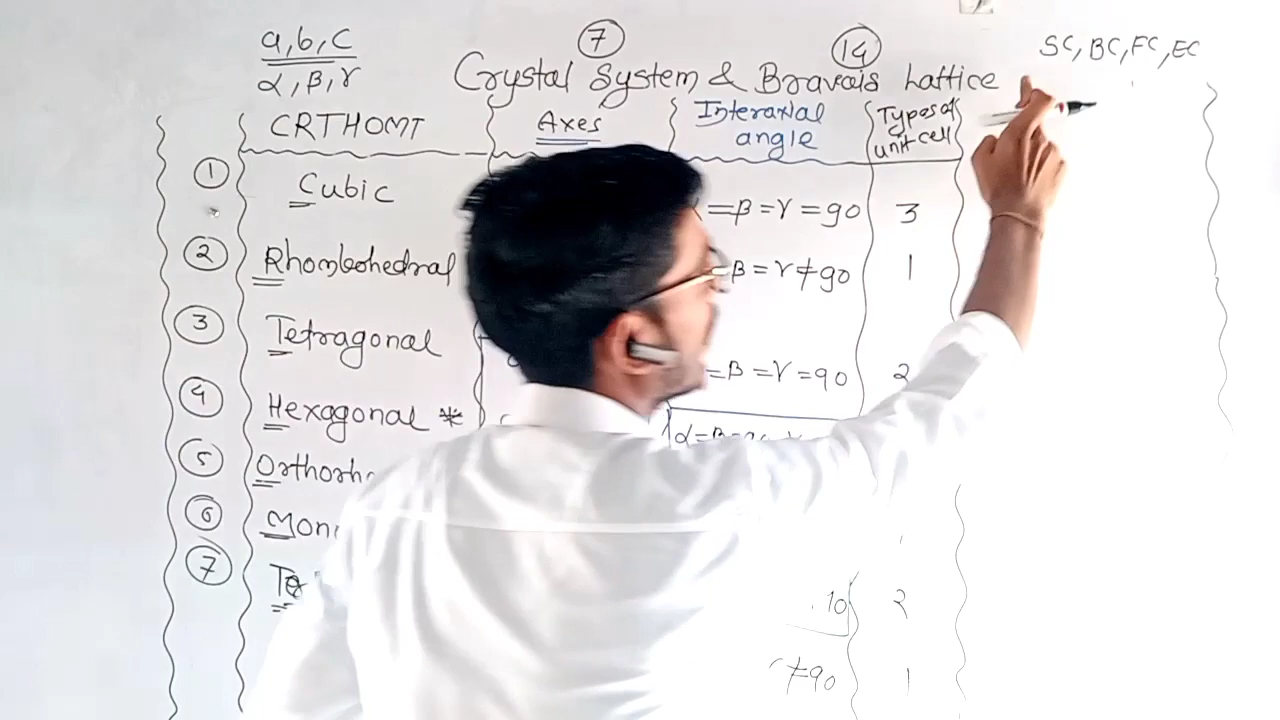 a, b, c
α, β, γ
7
14
Crystal System & Bravais Lattice
SC, BC, FC, EC
CRTHOMT
Axes
Interaxial angle
Types of unit cell
1 Cubic = β = γ = 90 3
2 Rhombohedral β = γ ≠ 90 1
3 Tetragonal = β = γ = 90 2
4 Hexagonal * α = β = 90
5 Orthorh
6 Mon
7 T
10 2
≠ 90 1